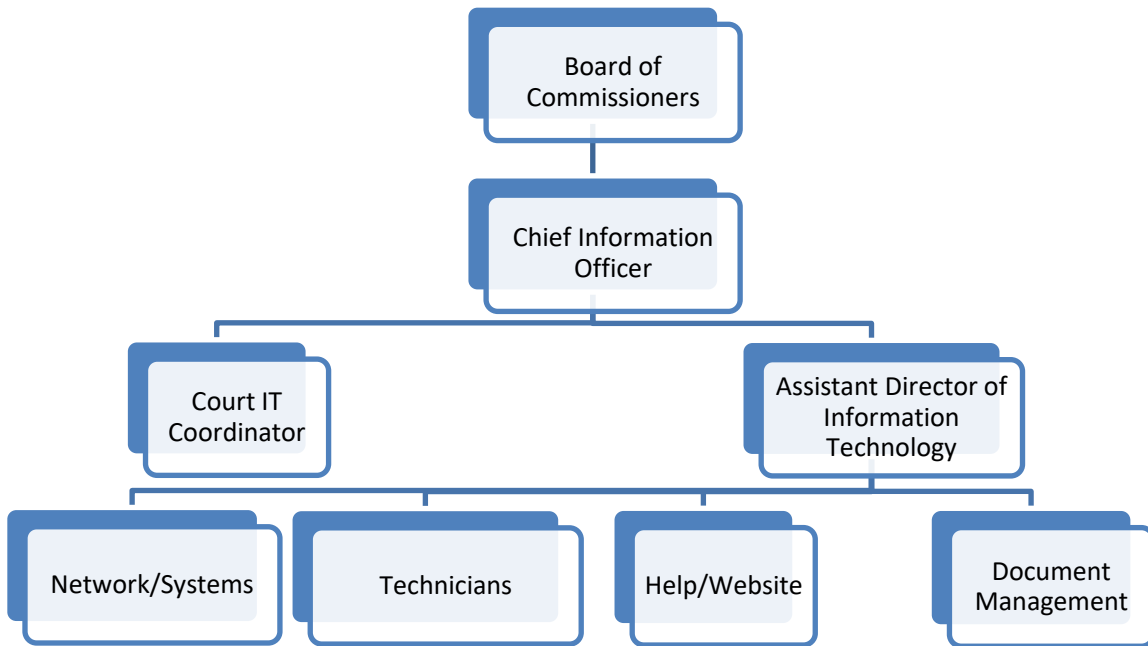 Board of
Commissioners
Chief Information
Officer
Court IT
Coordinator
Assistant Director of
Information
Technology
Network/Systems
Technicians
Help/Website
Document
Management